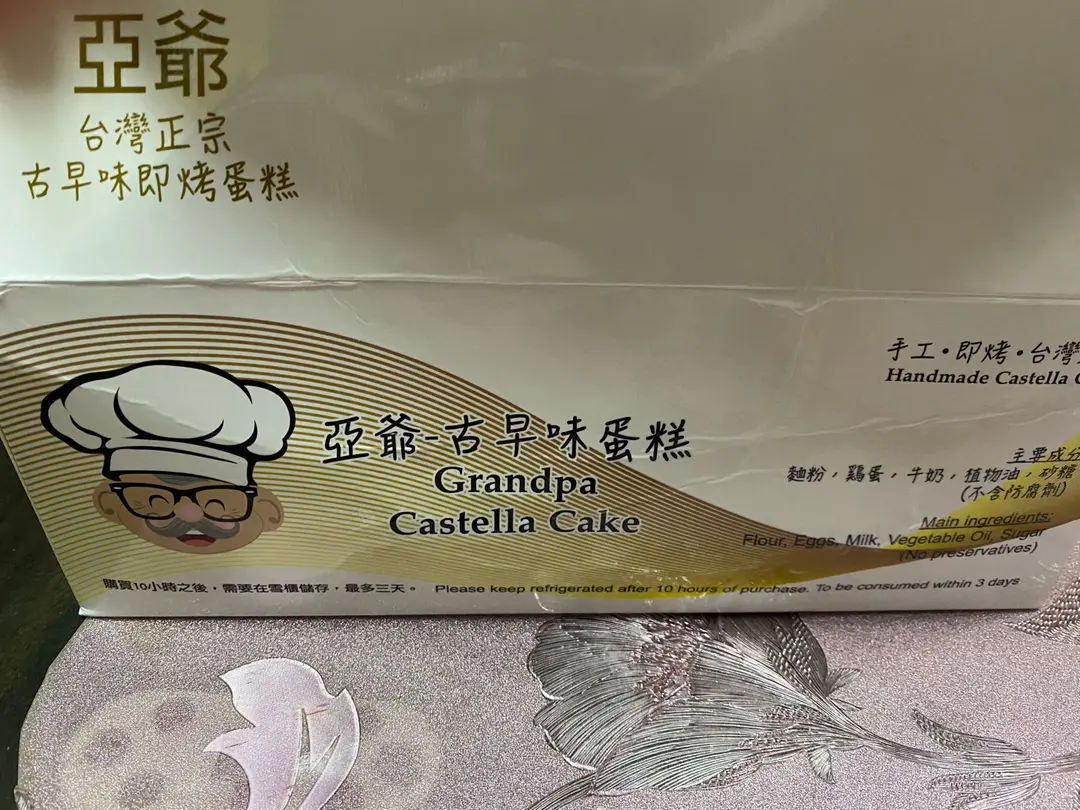 亞爺
台灣正宗
古早味即烤蛋糕
手工·即烤·台灣
Handmade Castella
亞爺-古早味蛋糕
Grandpa
Castella Cake
主要成分
麵粉,鷄蛋,牛奶,植物油,砂糖
(不含防腐劑)
Main ingredients:
Flour, Eggs, Milk, Vegetable Oil, Sugar
(No preservatives)
購買10小時之後,需要在雪櫃儲存,最多三天。 Please keep refrigerated after 10 hours of purchase. To be consumed within 3 days